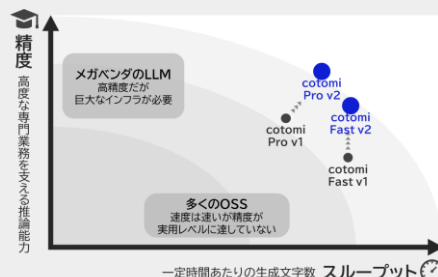 精度
高度な専門業務を支える推論能力
メガベンダのLLM
高精度だが
巨大なインフラが必要
cotomi
Pro v2
cotomi
Pro v1
cotomi
Fast v2
cotomi
Fast v1
多くのOSS
速度は速いが精度が
実用レベルに達していない
一定時間あたりの生成文字数 スループット